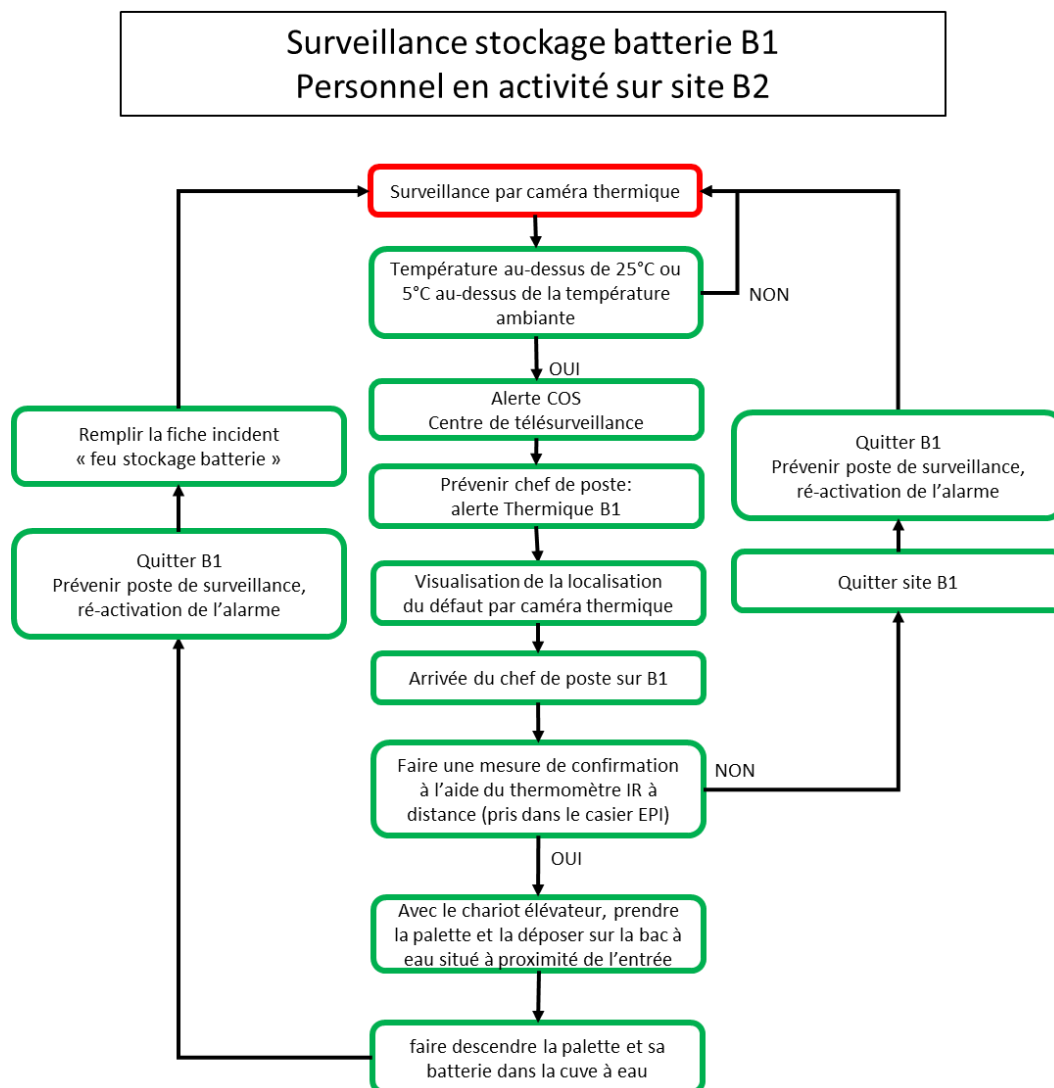 Surveillance stockage batterie B1
Personnel en activité sur site B2
Surveillance par caméra thermique
Température au-dessus de 25°C ou
5°C au-dessus de la température
ambiante
NON
OUI
Alerte COS
Centre de télésurveillance
Prévenir chef de poste:
alerte Thermique B1
Visualisation de la localisation
du défaut par caméra thermique
Arrivée du chef de poste sur B1
Faire une mesure de confirmation
à l’aide du thermomètre IR à
distance (pris dans le casier EPI)
NON
OUI
Avec le chariot élévateur, prendre
la palette et la déposer sur la bac à
eau situé à proximité de l’entrée
faire descendre la palette et sa
batterie dans la cuve à eau
Quitter B1
Prévenir poste de surveillance,
ré-activation de l’alarme
Remplir la fiche incident
« feu stockage batterie »
Quitter site B1
Quitter B1
Prévenir poste de surveillance,
ré-activation de l’alarme